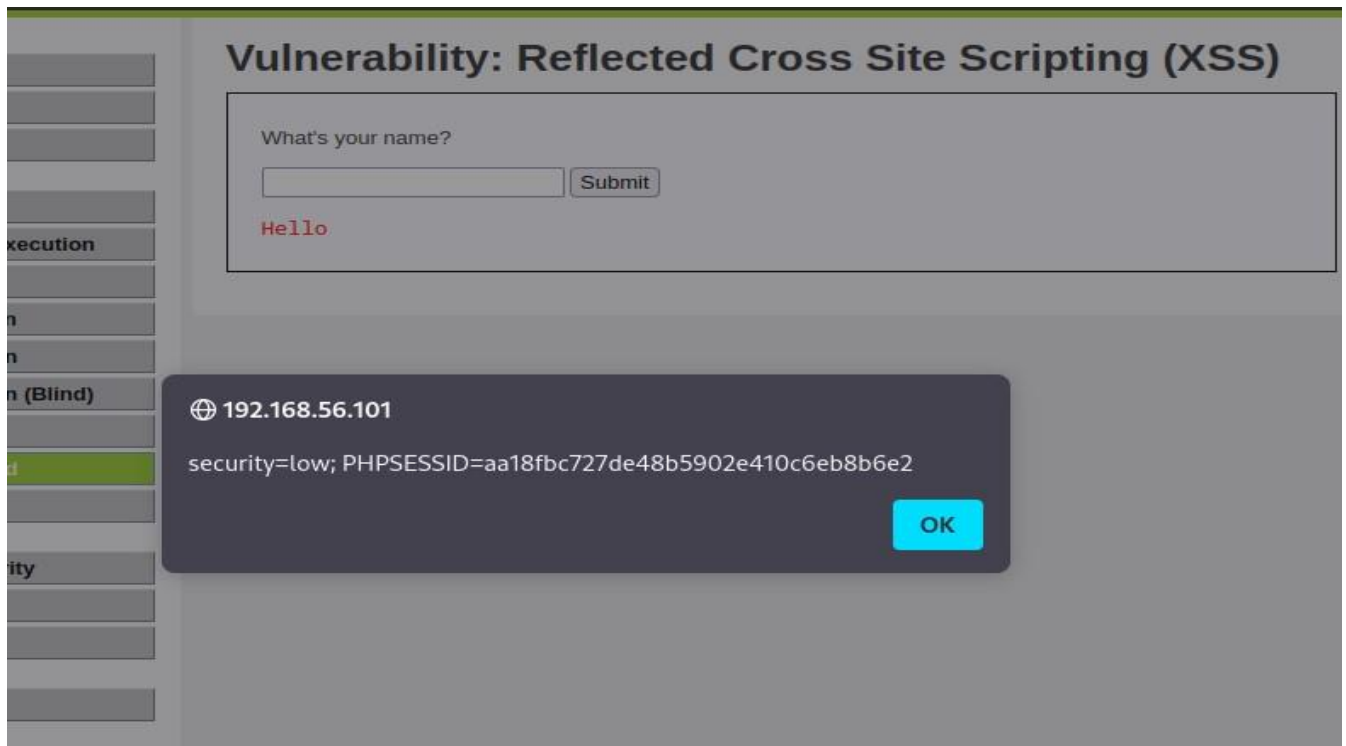 Vulnerability: Reflected Cross Site Scripting (XSS)
What's your name?
Submit
Hello
xecution
n
n
n (Blind)
d
ity
192.168.56.101
security=low; PHPSESSID=aa18fbc727de48b5902e410c6eb8b6e2
OK